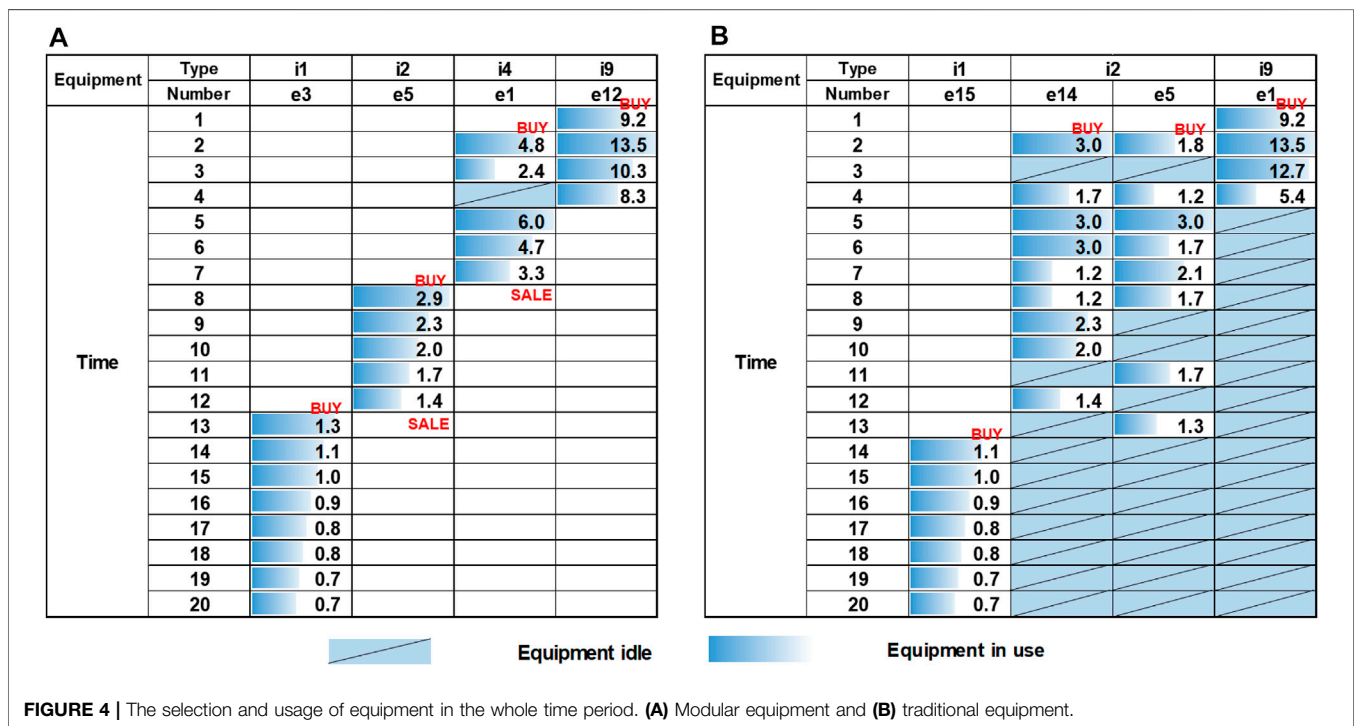 A
Equipment Type i1 i2 i4 i9
Number e3 e5 e1 e12
Time
BUY
1 9.2
BUY
2 4.8 13.5
3 2.4 10.3
4 8.3
5 6.0
6 4.7
7 3.3
BUY
8 2.9 SALE
9 2.3
10 2.0
11 1.7
12 1.4
BUY
13 1.3 SALE
14 1.1
15 1.0
16 0.9
17 0.8
18 0.8
19 0.7
20 0.7
B
Equipment Type i1 i2 i9
Number e15 e14 e5 e1
Time
BUY
1 9.2
BUY BUY
2 3.0 1.8 13.5
3 12.7
4 1.7 1.2 5.4
5 3.0 3.0
6 3.0 1.7
7 1.2 2.1
8 1.2 1.7
9 2.3
10 2.0
11 1.7
12 1.4
13 1.3
BUY
14 1.1
15 1.0
16 0.9
17 0.8
18 0.8
19 0.7
20 0.7
Equipment idle
Equipment in use
FIGURE 4 | The selection and usage of equipment in the whole time period. (A) Modular equipment and (B) traditional equipment.